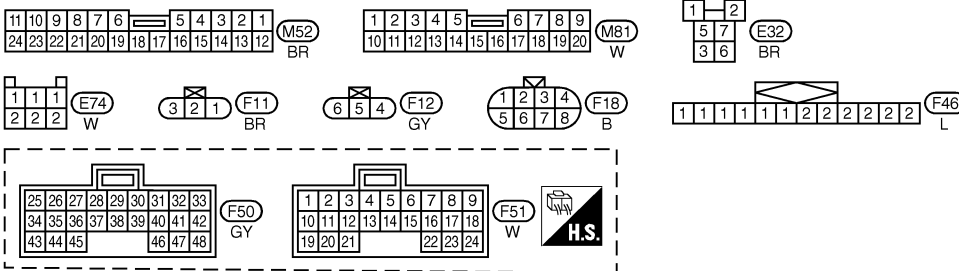 11 10 9 8 7 6 5 4 3 2 1
24 23 22 21 20 19 18 17 16 15 14 13 12
M52
BR
1 2 3 4 5 6 7 8 9
10 11 12 13 14 15 16 17 18 19 20
M81
W
1 2
5 7
3 6
E32
BR
1 1 1
2 2 2
E74
W
3 2 1
F11
BR
6 5 4
F12
GY
1 2 3 4
5 6 7 8
F18
B
1 1 1 1 1 1 2 2 2 2 2 2
F46
L
25 26 27 28 29 30 31 32 33
34 35 36 37 38 39 40 41 42
43 44 45 46 47 48
F50
GY
1 2 3 4 5 6 7 8 9
10 11 12 13 14 15 16 17 18
19 20 21 22 23 24
F51
W
H.S.